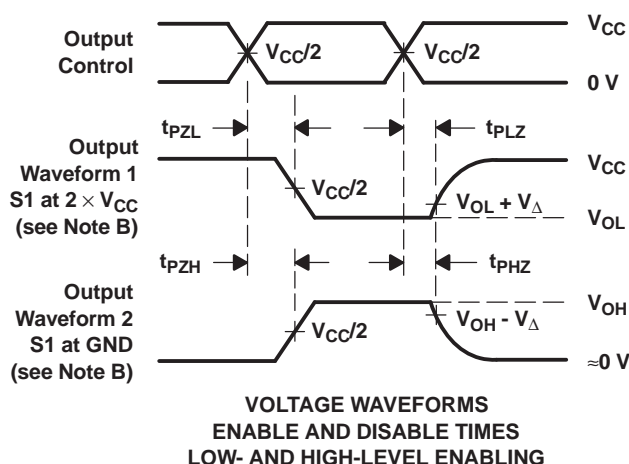 Output
Control
V_CC/2
V_CC/2
V_CC
0 V
t_PZL
t_PLZ
Output
Waveform 1
S1 at 2 × V_CC
(see Note B)
V_CC/2
V_CC
V_OL + V_Δ
V_OL
t_PZH
t_PHZ
Output
Waveform 2
S1 at GND
(see Note B)
V_CC/2
V_OH
V_OH - V_Δ
≈0 V
VOLTAGE WAVEFORMS
ENABLE AND DISABLE TIMES
LOW- AND HIGH-LEVEL ENABLING